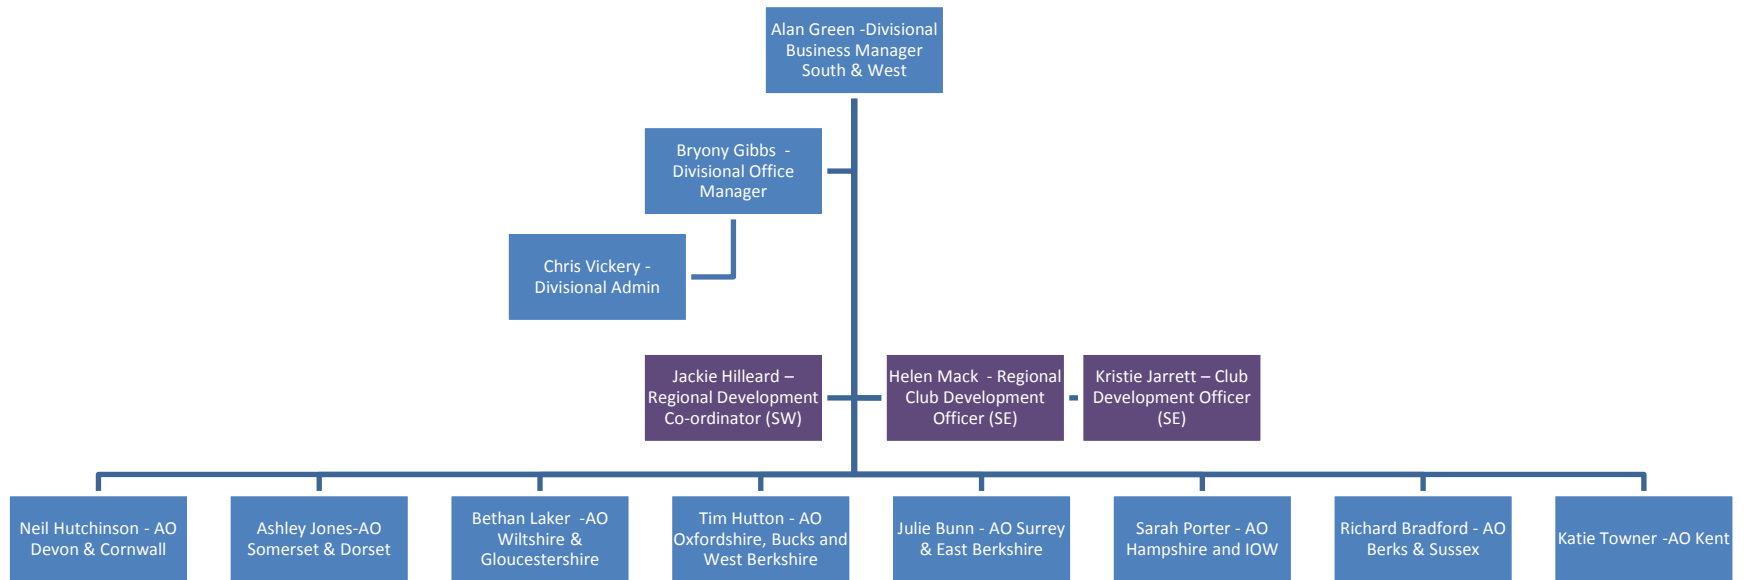 Alan Green -Divisional
Business Manager
South & West
Bryony Gibbs  -
Divisional Office
Manager
Chris Vickery -
Divisional Admin
Jackie Hilleard –
Regional Development
Co-ordinator (SW)
Helen Mack  - Regional
Club Development
Officer (SE)
Kristie Jarrett – Club
Development Officer
(SE)
Neil Hutchinson - AO
Devon & Cornwall
Ashley Jones-AO
Somerset & Dorset
Bethan Laker  -AO
Wiltshire &
Gloucestershire
Tim Hutton - AO
Oxfordshire, Bucks and
West Berkshire
Julie Bunn - AO Surrey
& East Berkshire
Sarah Porter - AO
Hampshire and IOW
Richard Bradford - AO
Berks & Sussex
Katie Towner -AO Kent